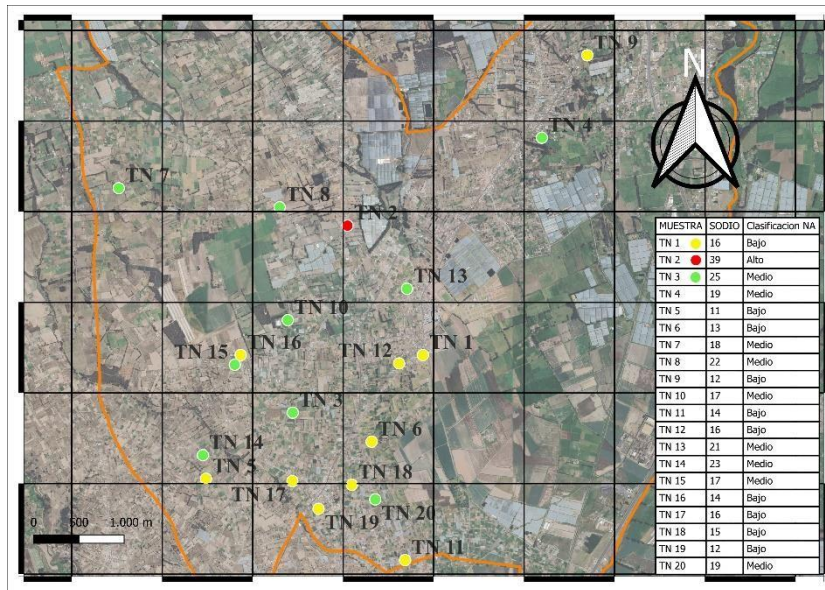 N
TN 9
TN 4
TN 7
TN 8
TN 2
TN 13
TN 10
TN 16
TN 15
TN 12
TN 1
TN 3
TN 6
TN 14
TN 5
TN 18
TN 17
TN 20
TN 19
TN 11
0 500 1.000 m
MUESTRA SODIO Clasificacion NA
TN 1 16 Bajo
TN 2 39 Alto
TN 3 25 Medio
TN 4 19 Medio
TN 5 11 Bajo
TN 6 13 Bajo
TN 7 18 Medio
TN 8 22 Medio
TN 9 12 Bajo
TN 10 17 Medio
TN 11 14 Bajo
TN 12 16 Bajo
TN 13 21 Medio
TN 14 23 Medio
TN 15 17 Medio
TN 16 14 Bajo
TN 17 16 Bajo
TN 18 15 Bajo
TN 19 12 Bajo
TN 20 19 Medio